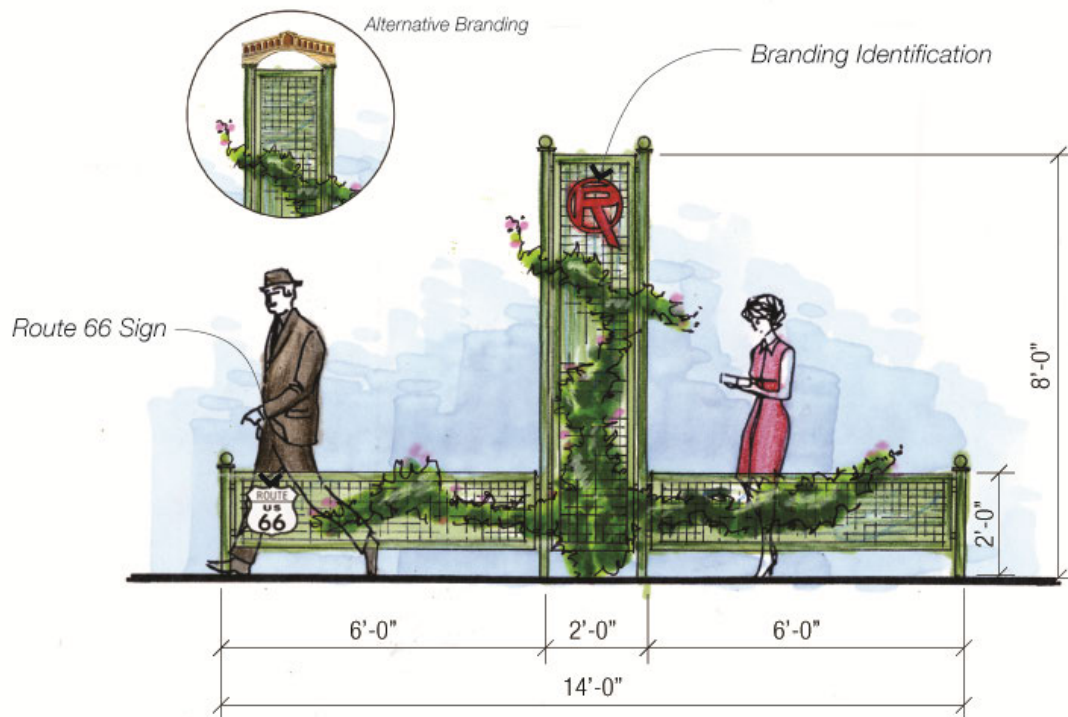 Alternative Branding
Branding Identification
R
Route 66 Sign
ROUTE
US
66
8'-0"
2'-0"
6'-0"
2'-0"
6'-0"
14'-0"